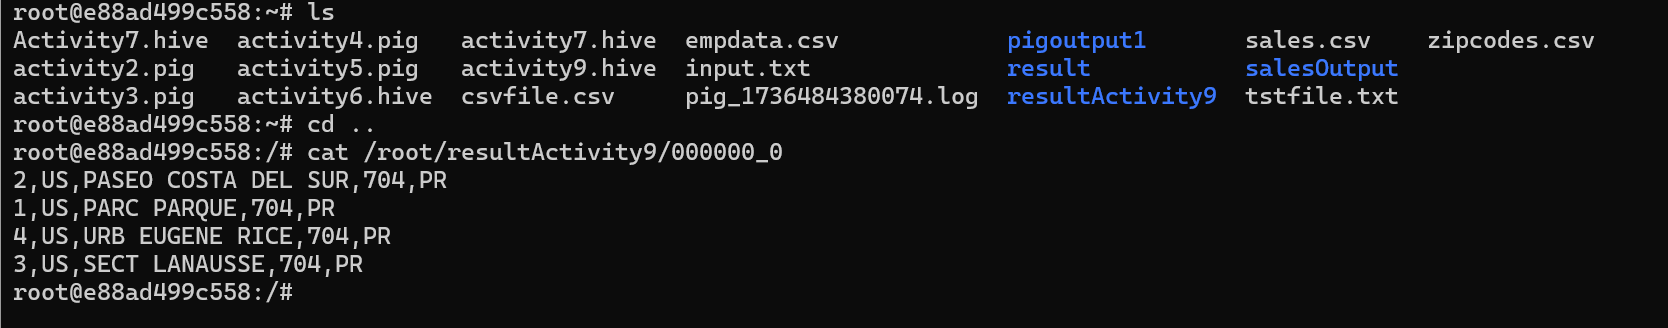 root@e88ad499c558:~# ls
Activity7.hive  activity4.pig   activity7.hive  empdata.csv            pigoutput1       sales.csv    zipcodes.csv
activity2.pig   activity5.pig   activity9.hive  input.txt              result           salesOutput
activity3.pig   activity6.hive  csvfile.csv     pig_1736484380074.log  resultActivity9  tstfile.txt
root@e88ad499c558:~# cd ..
root@e88ad499c558:/# cat /root/resultActivity9/000000_0
2,US,PASEO COSTA DEL SUR,704,PR
1,US,PARC PARQUE,704,PR
4,US,URB EUGENE RICE,704,PR
3,US,SECT LANAUSSE,704,PR
root@e88ad499c558:/#